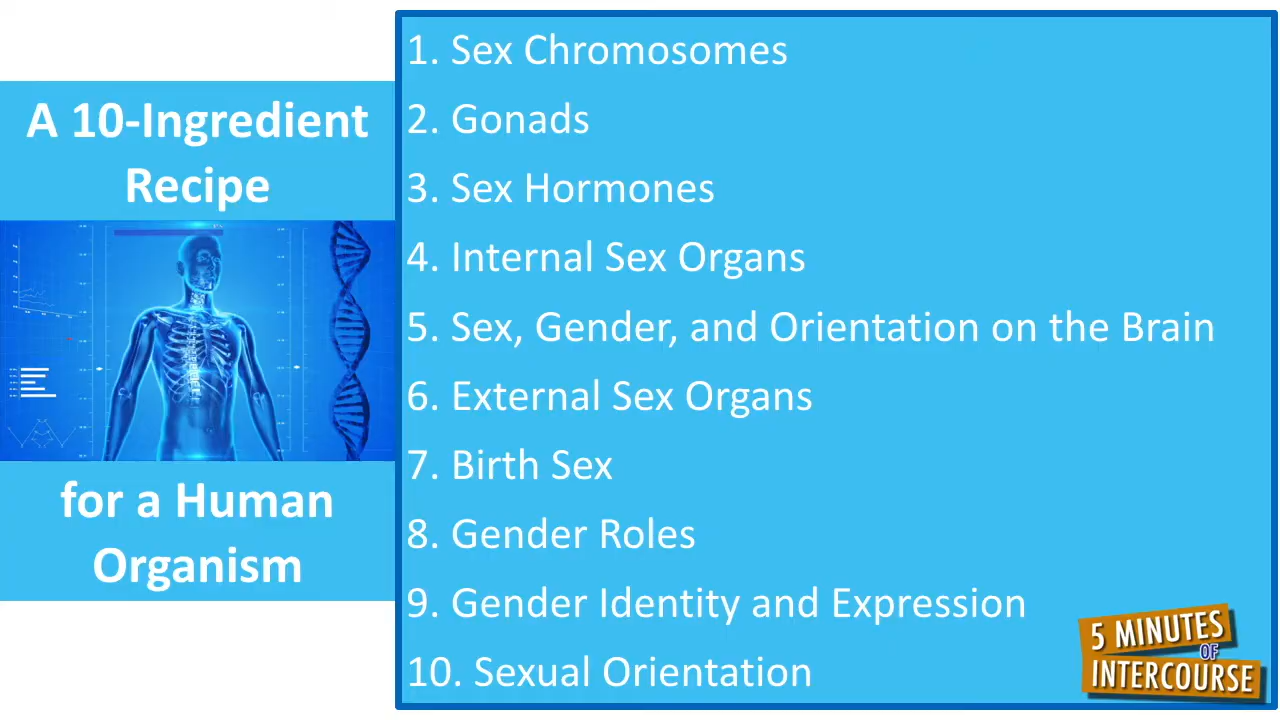 A 10-Ingredient
Recipe
for a Human
Organism
1. Sex Chromosomes
2. Gonads
3. Sex Hormones
4. Internal Sex Organs
5. Sex, Gender, and Orientation on the Brain
6. External Sex Organs
7. Birth Sex
8. Gender Roles
9. Gender Identity and Expression
10. Sexual Orientation
5 MINUTES
OF
INTERCOURSE